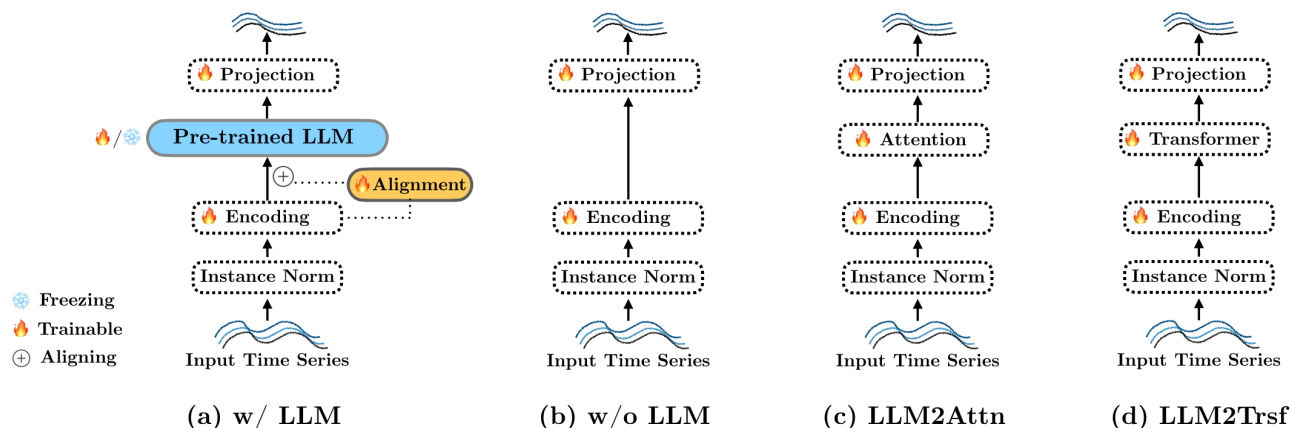 Projection
Pre-trained LLM
/
Alignment
Encoding
Instance Norm
Input Time Series
(a) w/ LLM
Freezing
Trainable
Aligning
Projection
Encoding
Instance Norm
Input Time Series
(b) w/o LLM
Projection
Attention
Encoding
Instance Norm
Input Time Series
(c) LLM2Attn
Projection
Transformer
Encoding
Instance Norm
Input Time Series
(d) LLM2Trsf